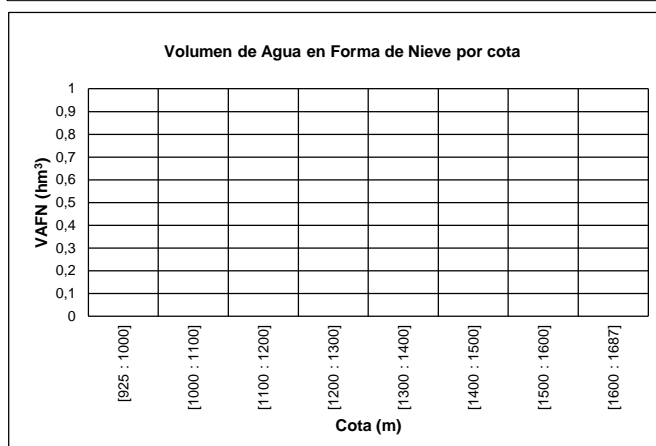 Volumen de Agua en Forma de Nieve por cota
VAFN (hm³)
1
0,9
0,8
0,7
0,6
0,5
0,4
0,3
0,2
0,1
0
[925 : 1000]
[1000 : 1100]
[1100 : 1200]
[1200 : 1300]
[1300 : 1400]
[1400 : 1500]
[1500 : 1600]
[1600 : 1687]
Cota (m)